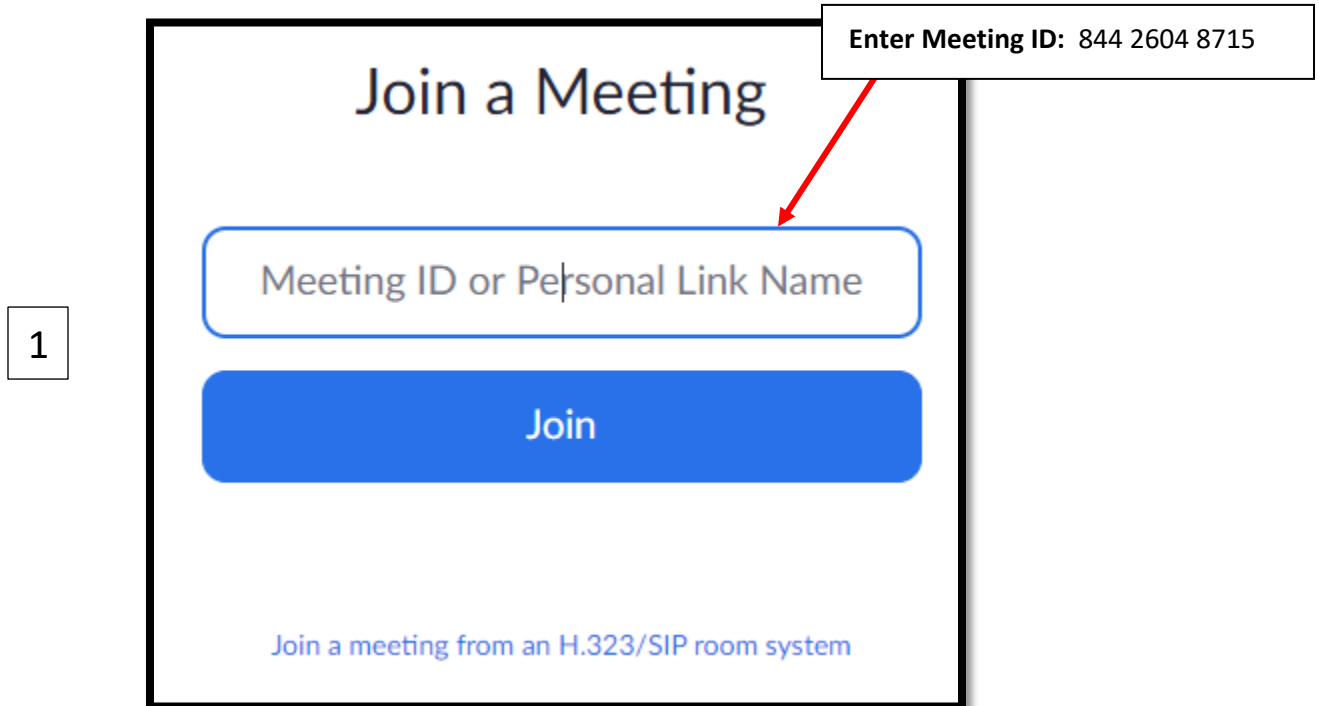 Enter Meeting ID: 844 2604 8715
Join a Meeting
Meeting ID or Personal Link Name
1
Join
Join a meeting from an H.323/SIP room system